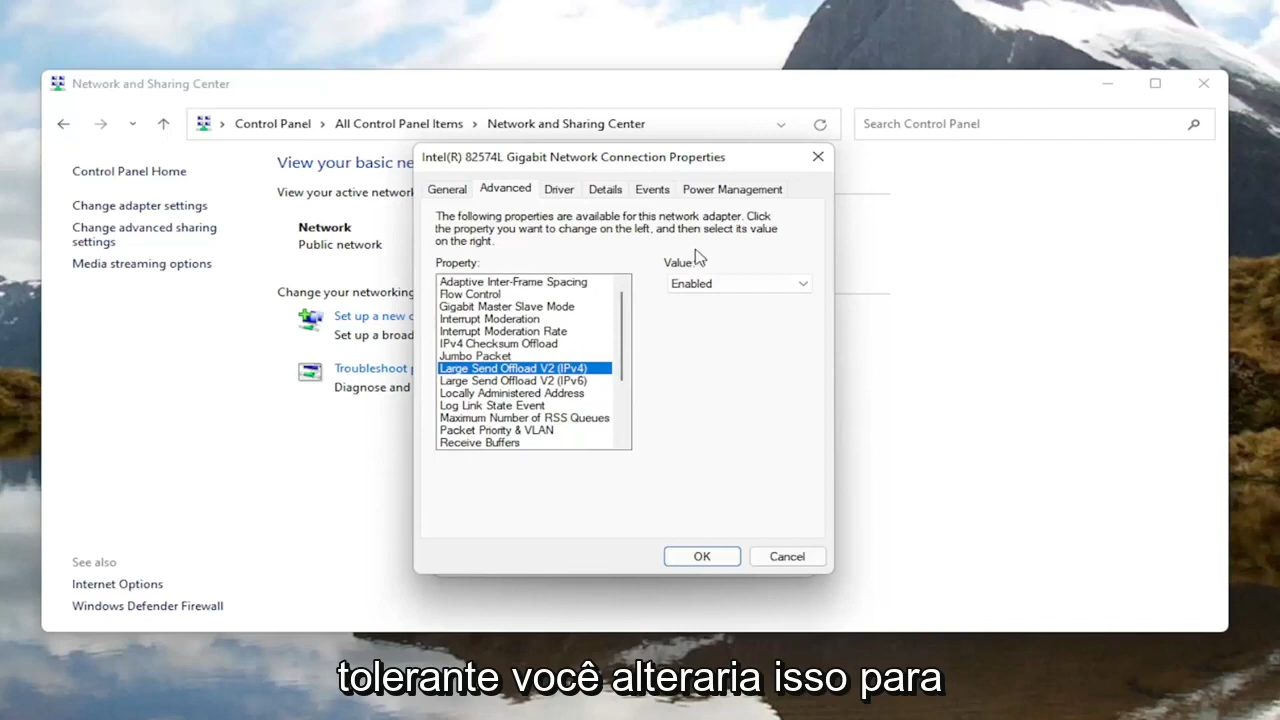 Network and Sharing Center
Control Panel > All Control Panel Items > Network and Sharing Center
Search Control Panel
Control Panel Home
Change adapter settings
Change advanced sharing
settings
Media streaming options
See also
Internet Options
Windows Defender Firewall
View your basic ne
View your active network
Network
Public network
Change your networking
Set up a new c
Set up a broad
Troubleshoot p
Diagnose and
Intel(R) 82574L Gigabit Network Connection Properties
General Advanced Driver Details Events Power Management
The following properties are available for this network adapter. Click
the property you want to change on the left, and then select its value
on the right.
Property:
Value:
Adaptive Inter-Frame Spacing
Flow Control
Gigabit Master Slave Mode
Interrupt Moderation
Interrupt Moderation Rate
IPv4 Checksum Offload
Jumbo Packet
Large Send Offload V2 (IPv4)
Large Send Offload V2 (IPv6)
Locally Administered Address
Log Link State Event
Maximum Number of RSS Queues
Packet Priority & VLAN
Receive Buffers
Enabled
OK Cancel
tolerante você alteraria isso para